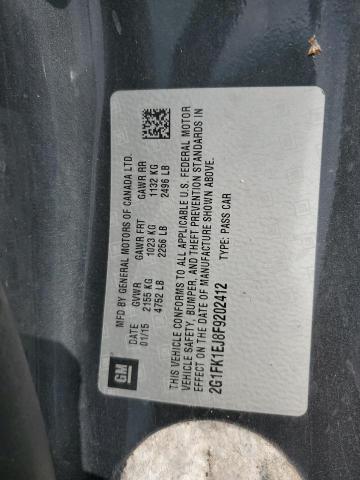 MFD BY GENERAL MOTORS OF CANADA LTD.
DATE GVWR GAWR FRT GAWR RR
01/15 2155 KG 1023 KG 1132 KG
4752 LB 2256 LB 2496 LB
GM
THIS VEHICLE CONFORMS TO ALL APPLICABLE U.S. FEDERAL MOTOR
VEHICLE SAFETY, BUMPER, AND THEFT PREVENTION STANDARDS IN
EFFECT ON THE DATE OF MANUFACTURE SHOWN ABOVE.
2G1FK1EJ8F9202412 TYPE: PASS CAR